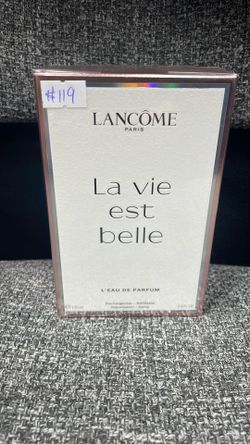 $119
LANCÔME
PARIS
La vie
est
belle
L'EAU DE PARFUM